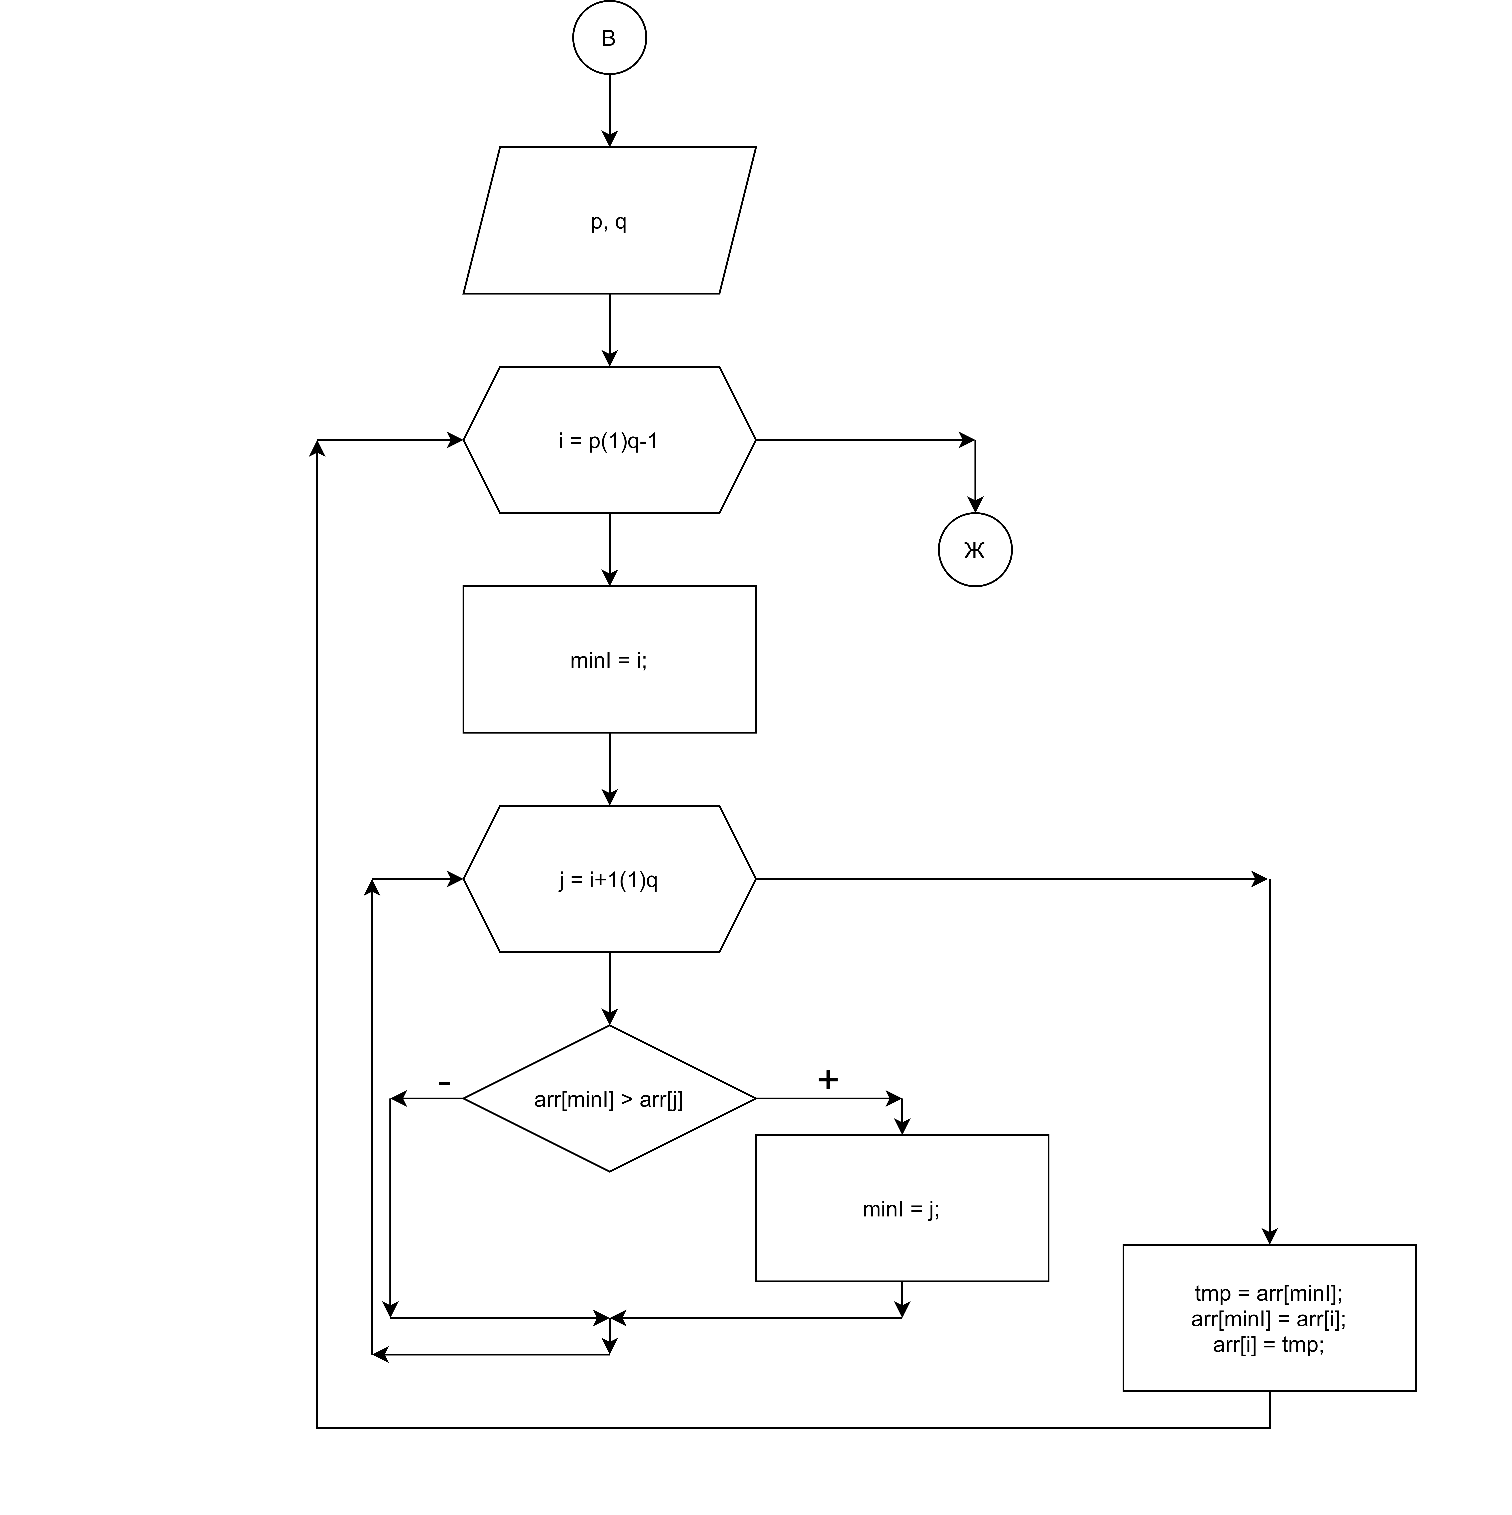 В
p, q
i = p(1)q-1
Ж
minI = i;
j = i+1(1)q
-
+
arr[minI] > arr[j]
minI = j;
tmp = arr[minI];
arr[minI] = arr[i];
arr[i] = tmp;